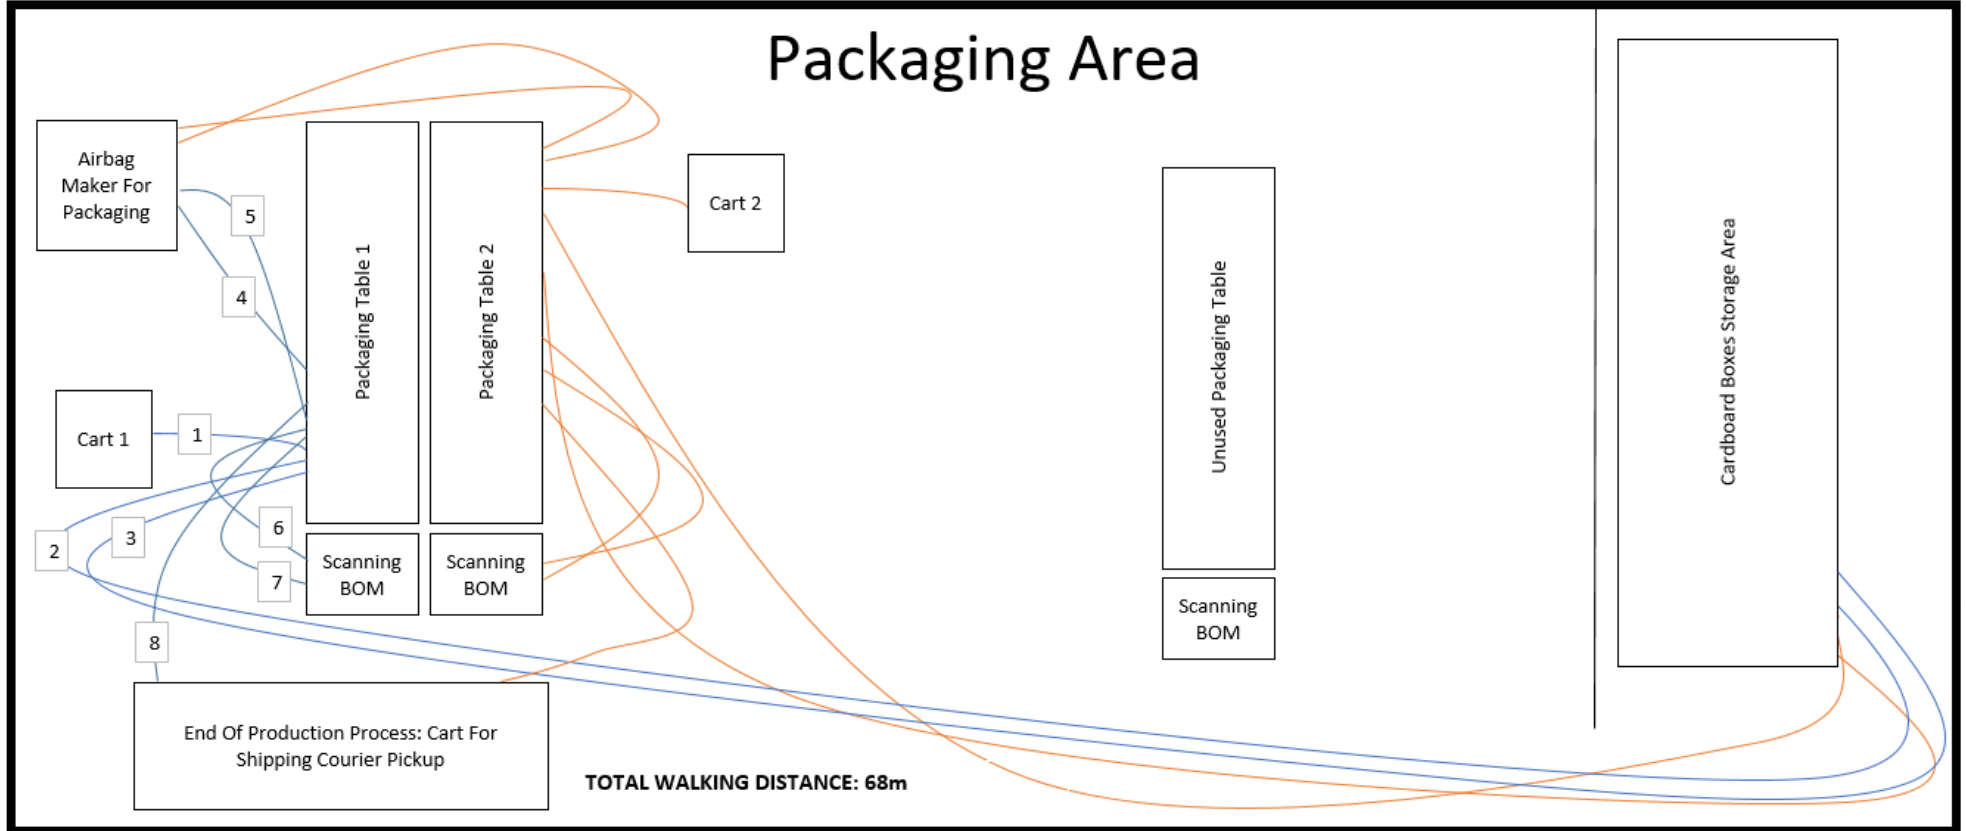 Packaging Area
Airbag
Maker For
Packaging
5
4
Packaging Table 1
Packaging Table 2
Cart 2
Unused Packaging Table
Cardboard Boxes Storage Area
Cart 1
1
2
3
6
7
Scanning
BOM
Scanning
BOM
Scanning
BOM
8
End Of Production Process: Cart For
Shipping Courier Pickup
TOTAL WALKING DISTANCE: 68m